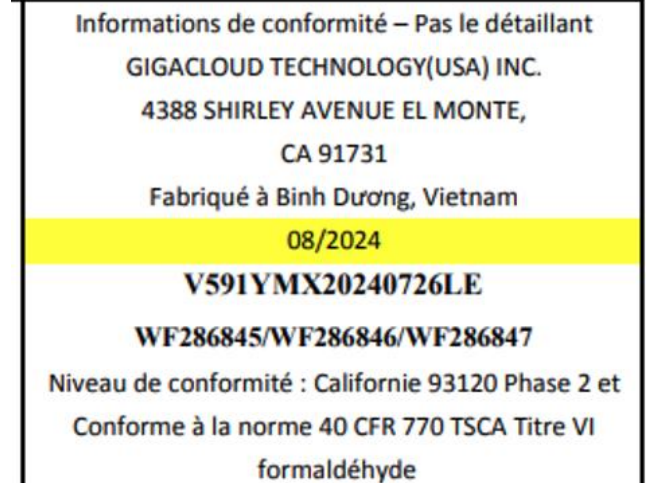 Informations de conformité – Pas le détaillant
GIGACLOUD TECHNOLOGY(USA) INC.
4388 SHIRLEY AVENUE EL MONTE,
CA 91731
Fabriqué à Binh Dương, Vietnam
08/2024
V591YMX20240726LE
WF286845/WF286846/WF286847
Niveau de conformité : Californie 93120 Phase 2 et
Conforme à la norme 40 CFR 770 TSCA Titre VI
formaldéhyde